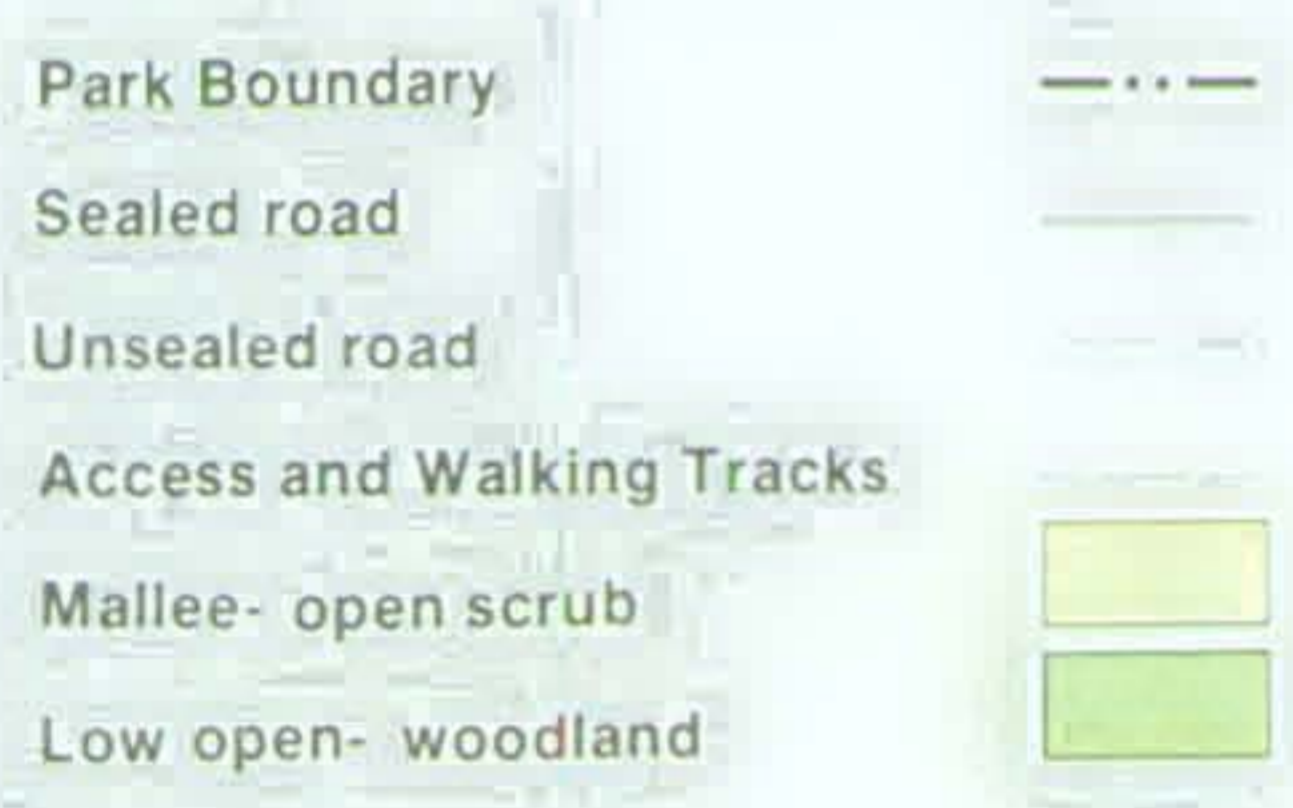 Park Boundary
Sealed road
Unsealed road
Access and Walking Tracks
Mallee- open scrub
Low open- woodland